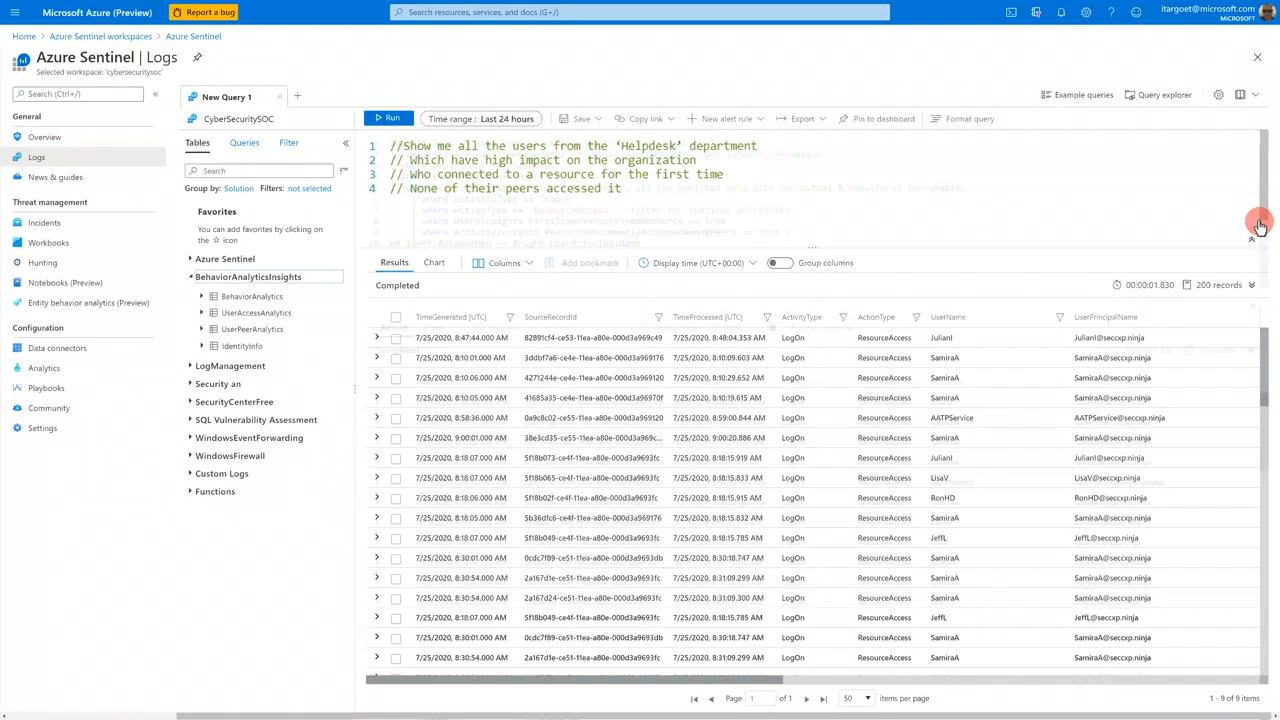 Microsoft Azure (Preview)
Report a bug
Search resources, services, and docs (G+/)
itargoet@microsoft.com
MICROSOFT
Home
Azure Sentinel workspaces
Azure Sentinel
Azure Sentinel | Logs
Selected workspace: 'cybersecuritysoc'
Search (Ctrl+/)
General
Overview
Logs
News & guides
Threat management
Incidents
Workbooks
Hunting
Notebooks (Preview)
Entity behavior analytics (Preview)
Configuration
Data connectors
Analytics
Playbooks
Community
Settings
New Query 1
Example queries
Query explorer
CyberSecuritySOC
Run
Time range : Last 24 hours
Save
Copy link
New alert rule
Export
Pin to dashboard
Format query
Tables
Queries
Filter
Search
Group by: Solution
Filters: not selected
Favorites
You can add favorites by clicking on
the ☆ icon
Azure Sentinel
BehaviorAnalyticsInsights
BehaviorAnalytics
UserAccessAnalytics
UserPeerAnalytics
IdentityInfo
LogManagement
Security an
SecurityCenterFree
SQL Vulnerability Assessment
WindowsEventForwarding
WindowsFirewall
Custom Logs
Functions
1 //Show me all the users from the 'Helpdesk' department
2 // Which have high impact on the organization
3 // Who connected to a resource for the first time
4 // None of their peers accessed it
Results
Chart
Columns
Add bookmark
Display time (UTC+00:00)
Group columns
Completed
00:00:01.830
200 records
TimeGenerated [UTC] SourceRecordId TimeProcessed [UTC] ActivityType ActionType UserName UserPrincipalName
7/25/2020, 8:47:44.000 AM 82891cf4-ce53-11ea-a80e-000d3a969c49 7/25/2020, 8:48:04.353 AM LogOn ResourceAccess JulianI JulianI@seccxp.ninja
7/25/2020, 8:10:01.000 AM 3ddbf7a6-ce4e-11ea-a80e-000d3a969176 7/25/2020, 8:10:09.603 AM LogOn ResourceAccess SamiraA SamiraA@seccxp.ninja
7/25/2020, 8:10:06.000 AM 4271244e-ce4e-11ea-a80e-000d3a969120 7/25/2020, 8:10:29.652 AM LogOn ResourceAccess SamiraA SamiraA@seccxp.ninja
7/25/2020, 8:10:05.000 AM 41685a35-ce4e-11ea-a80e-000d3a96970f 7/25/2020, 8:10:19.615 AM LogOn ResourceAccess SamiraA SamiraA@seccxp.ninja
7/25/2020, 8:58:36.000 AM 0a9c8c02-ce55-11ea-a80e-000d3a969120 7/25/2020, 8:59:00.844 AM LogOn ResourceAccess AATPService AATPService@seccxp.ninja
7/25/2020, 9:00:01.000 AM 38e3cd35-ce55-11ea-a80e-000d3a969c... 7/25/2020, 9:00:20.886 AM LogOn ResourceAccess SamiraA SamiraA@seccxp.ninja
7/25/2020, 8:18:07.000 AM 5f18b073-ce4f-11ea-a80e-000d3a9693fc 7/25/2020, 8:18:15.919 AM LogOn ResourceAccess JulianI JulianI@seccxp.ninja
7/25/2020, 8:18:07.000 AM 5f18b065-ce4f-11ea-a80e-000d3a9693fc 7/25/2020, 8:18:15.833 AM LogOn ResourceAccess LisaV LisaV@seccxp.ninja
7/25/2020, 8:18:06.000 AM 5f18b02f-ce4f-11ea-a80e-000d3a9693fc 7/25/2020, 8:18:15.915 AM LogOn ResourceAccess RonHD RonHD@seccxp.ninja
7/25/2020, 8:18:05.000 AM 5b36dfc6-ce4f-11ea-a80e-000d3a969176 7/25/2020, 8:18:15.832 AM LogOn ResourceAccess SamiraA SamiraA@seccxp.ninja
7/25/2020, 8:18:07.000 AM 5f18b049-ce4f-11ea-a80e-000d3a9693fc 7/25/2020, 8:18:15.785 AM LogOn ResourceAccess JeffL JeffL@seccxp.ninja
7/25/2020, 8:30:01.000 AM 0cdc7f89-ce51-11ea-a80e-000d3a9693db 7/25/2020, 8:30:18.747 AM LogOn ResourceAccess SamiraA SamiraA@seccxp.ninja
7/25/2020, 8:30:54.000 AM 2a167d1e-ce51-11ea-a80e-000d3a9693fc 7/25/2020, 8:31:09.299 AM LogOn ResourceAccess SamiraA SamiraA@seccxp.ninja
7/25/2020, 8:30:54.000 AM 2a167d24-ce51-11ea-a80e-000d3a9693fc 7/25/2020, 8:31:09.300 AM LogOn ResourceAccess SamiraA SamiraA@seccxp.ninja
7/25/2020, 8:18:07.000 AM 5f18b049-ce4f-11ea-a80e-000d3a9693fc 7/25/2020, 8:18:15.785 AM LogOn ResourceAccess JeffL JeffL@seccxp.ninja
7/25/2020, 8:30:01.000 AM 0cdc7f89-ce51-11ea-a80e-000d3a9693db 7/25/2020, 8:30:18.747 AM LogOn ResourceAccess SamiraA SamiraA@seccxp.ninja
7/25/2020, 8:30:54.000 AM 2a167d1e-ce51-11ea-a80e-000d3a9693fc 7/25/2020, 8:31:09.299 AM LogOn ResourceAccess SamiraA SamiraA@seccxp.ninja
Page 1 of 1
50 items per page
1 - 9 of 9 items